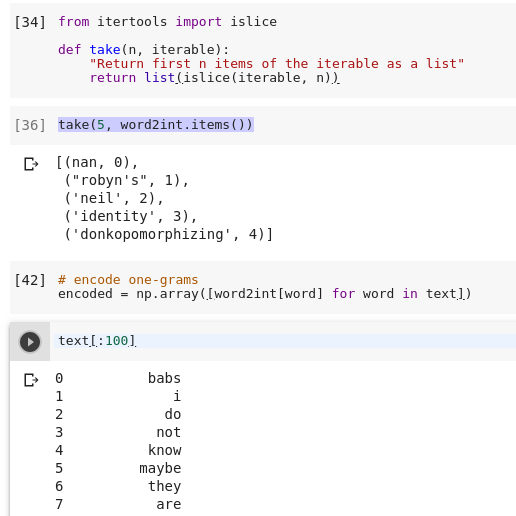 [34] from itertools import islice
def take(n, iterable):
    "Return first n items of the iterable as a list"
    return list(islice(iterable, n))
[36] take(5, word2int.items())
[(nan, 0),
 ("robyn's", 1),
 ('neil', 2),
 ('identity', 3),
 ('donkopomorphizing', 4)]
[42] # encode one-grams
encoded = np.array([word2int[word] for word in text])
text[:100]
0 babs
1 i
2 do
3 not
4 know
5 maybe
6 they
7 are